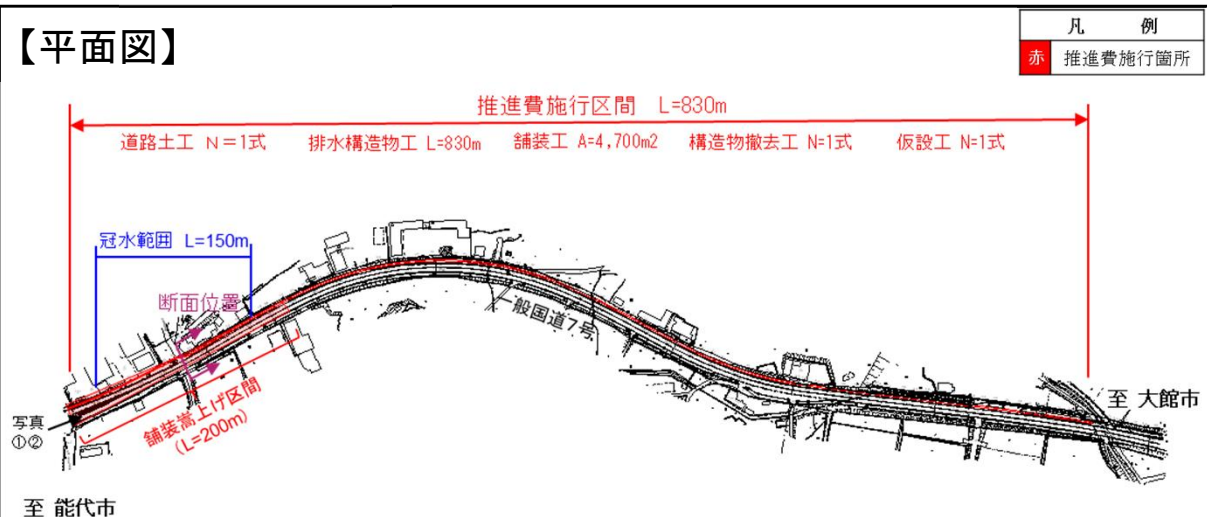 【平面図】
凡 例
赤 推進費施行箇所
推進費施行区間 L=830m
道路土工 N=1式 排水構造物工 L=830m 舗装工 A=4,700m2 構造物撤去工 N=1式 仮設工 N=1式
冠水範囲 L=150m
断面位置
一般国道7号
舗装嵩上げ区間
(L=200m)
写真
①②
至 大館市
至 能代市